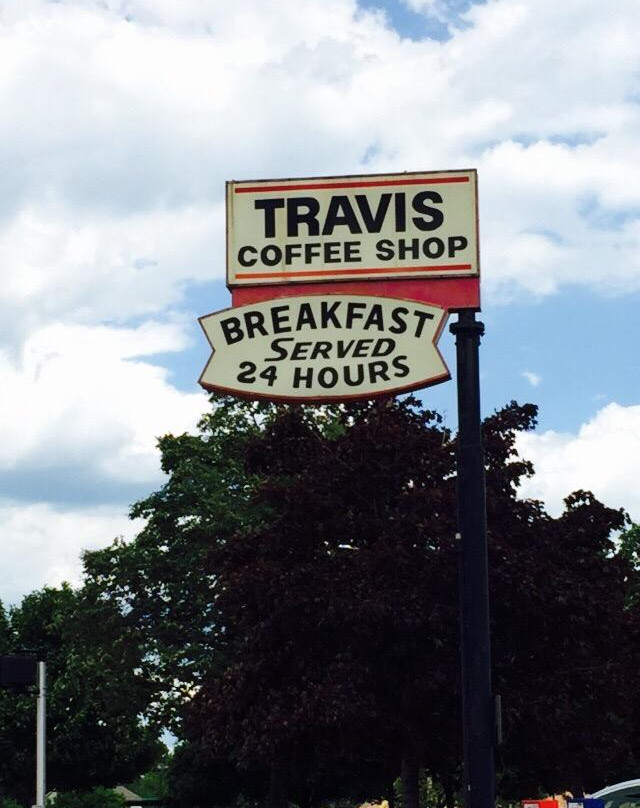 TRAVIS
COFFEE SHOP
BREAKFAST
SERVED
24 HOURS